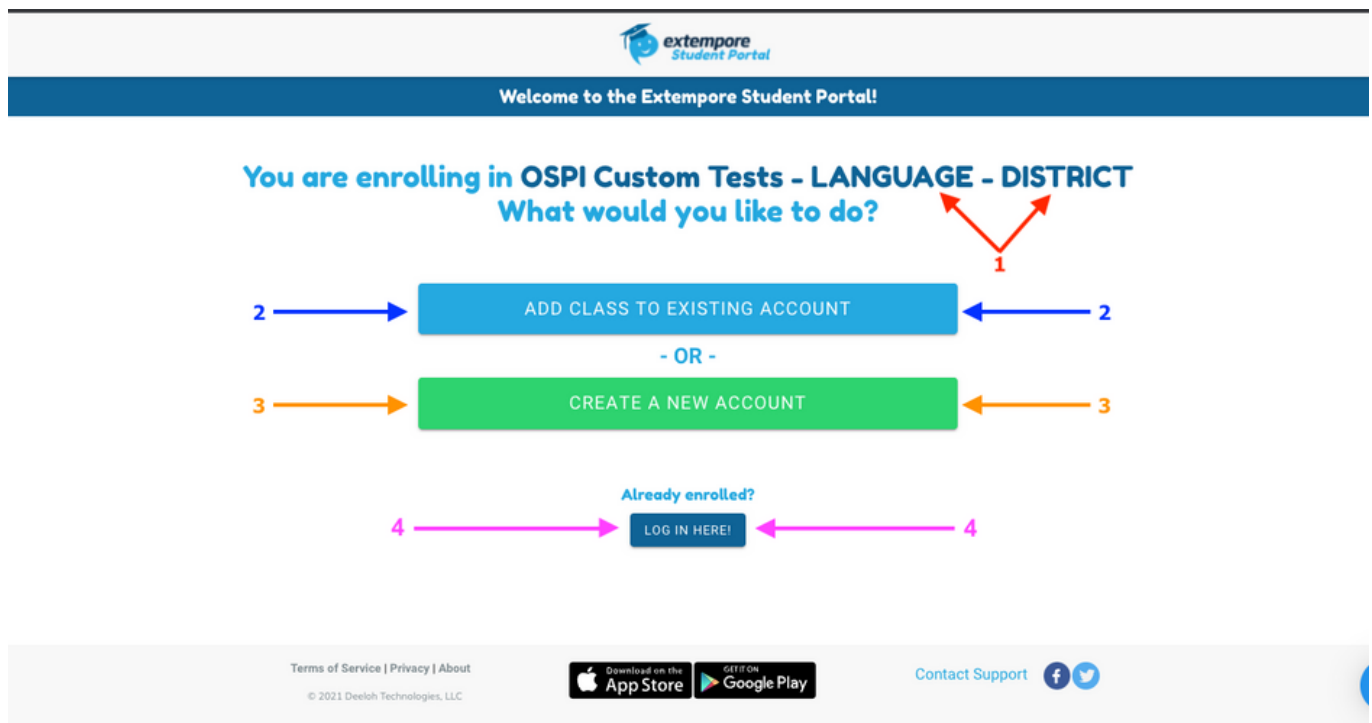 extempore
Student Portal
Welcome to the Extempore Student Portal!
You are enrolling in OSPI Custom Tests - LANGUAGE - DISTRICT
What would you like to do?
1
2 ADD CLASS TO EXISTING ACCOUNT 2
- OR -
3 CREATE A NEW ACCOUNT 3
Already enrolled?
4 LOG IN HERE! 4
Terms of Service | Privacy | About
© 2021 Deeloh Technologies, LLC
Download on the
App Store
GET IT ON
Google Play
Contact Support